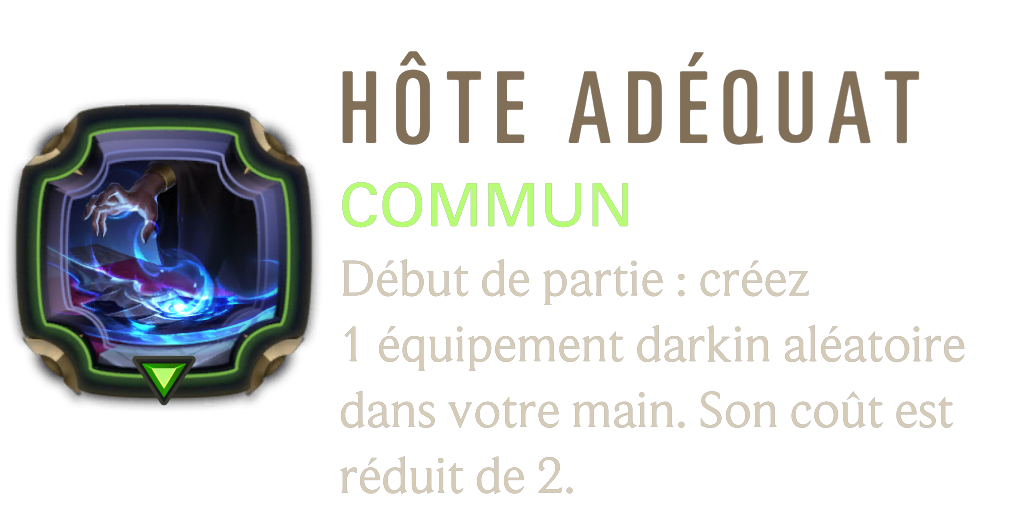 HÔTE ADÉQUAT
COMMUN
Début de partie : créez
1 équipement darkin aléatoire
dans votre main. Son coût est
réduit de 2.